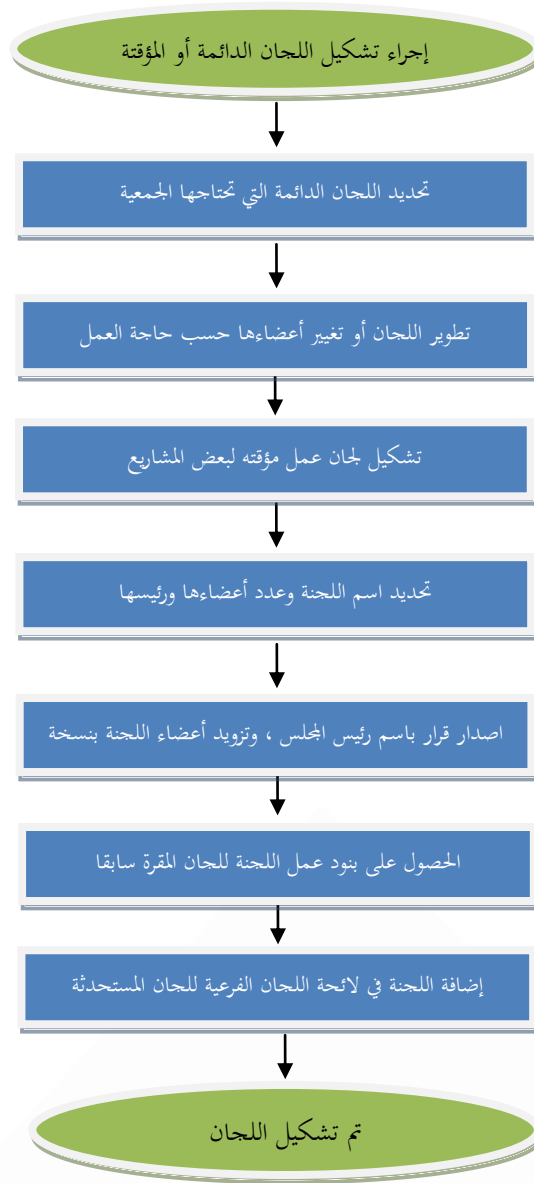 إجراء تشكيل اللجان الدائمة أو المؤقتة
تحديد اللجان الدائمة التي تحتاجها الجمعية
تطوير اللجان أو تغيير أعضاءها حسب حاجة العمل
تشكيل لجان عمل مؤقته لبعض المشاريع
تحديد اسم اللجنة وعدد أعضاءها ورئيسها
اصدار قرار باسم رئيس المجلس ، وتزويد أعضاء اللجنة بنسخة
الحصول على بنود عمل اللجنة للجان المقرة سابقا
إضافة اللجنة في لائحة اللجان الفرعية للجان المستحدثة
تم تشكيل اللجان